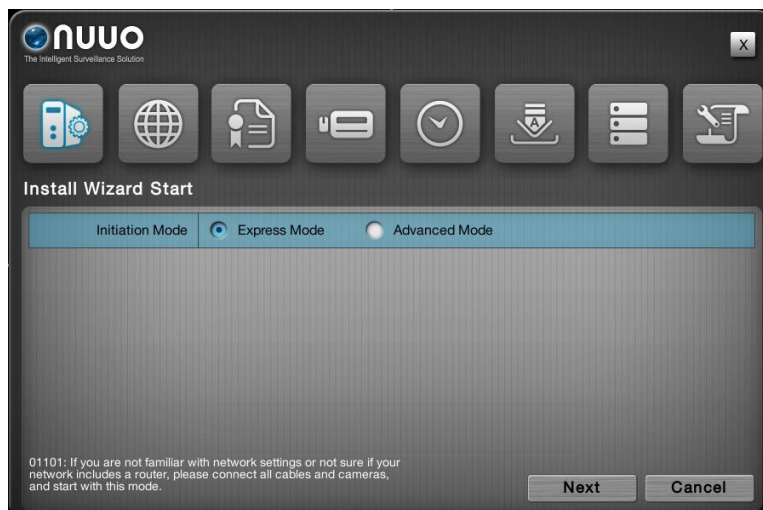 nuuo
The Intelligent Surveillance Solution
X
A
Install Wizard Start
Initiation Mode
Express Mode
Advanced Mode
01101: If you are not familiar with network settings or not sure if your
network includes a router, please connect all cables and cameras,
and start with this mode.
Next
Cancel